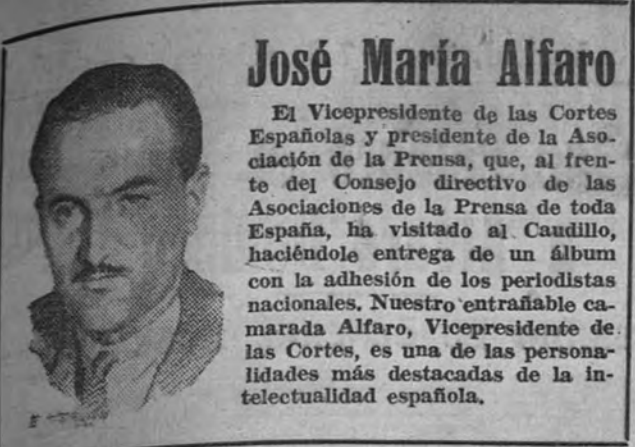 José María Alfaro
El Vicepresidente de las Cortes
Españolas y presidente de la Aso-
ciación de la Prensa, que, al fren-
te del Consejo directivo de las
Asociaciones de la Prensa de toda
España, ha visitado al Caudillo,
haciéndole entrega de un álbum
con la adhesión de los periodistas
nacionales. Nuestro entrañable ca-
marada Alfaro, Vicepresidente de
las Cortes, es una de las persona-
lidades más destacadas de la in-
telectualidad española.